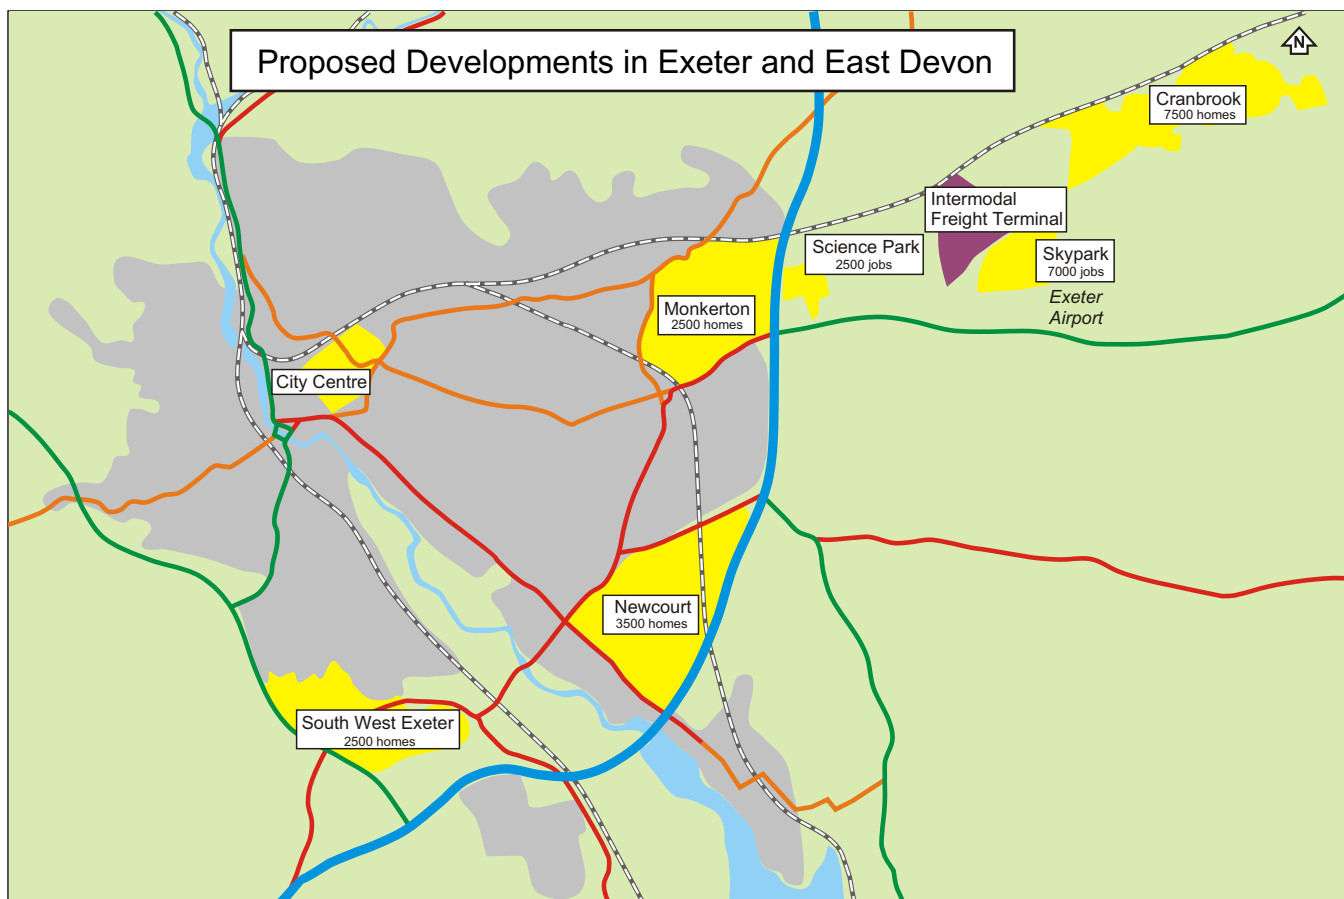 Proposed Developments in Exeter and East Devon
N
Cranbrook
7500 homes
Intermodal
Freight Terminal
Science Park
2500 jobs
Skypark
7000 jobs
Exeter
Airport
Monkerton
2500 homes
City Centre
Newcourt
3500 homes
South West Exeter
2500 homes